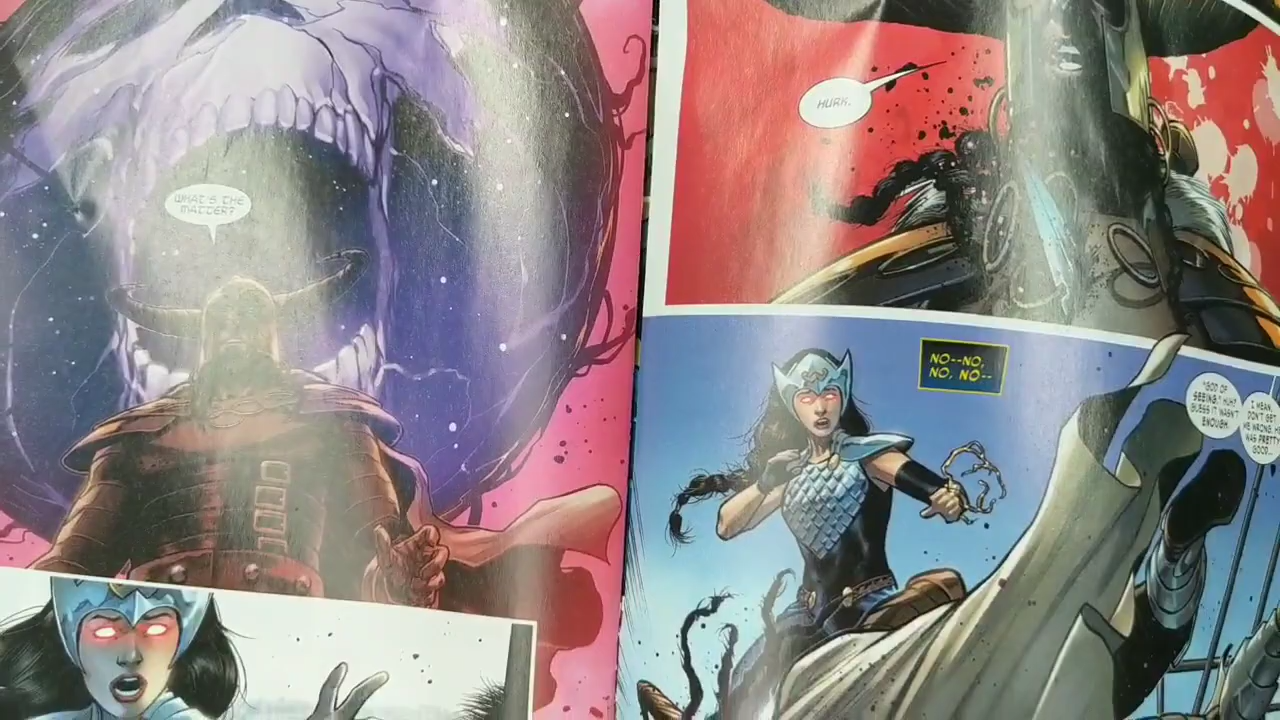 WHAT'S THE
MATTER?
HURK.
NO--NO,
NO, NO--
"GOD OF
SEEING," HUH?
GUESS IT WASN'T
ENOUGH.
I MEAN,
DON'T GET
ME WRONG, HE
WAS PRETTY
GOOD...